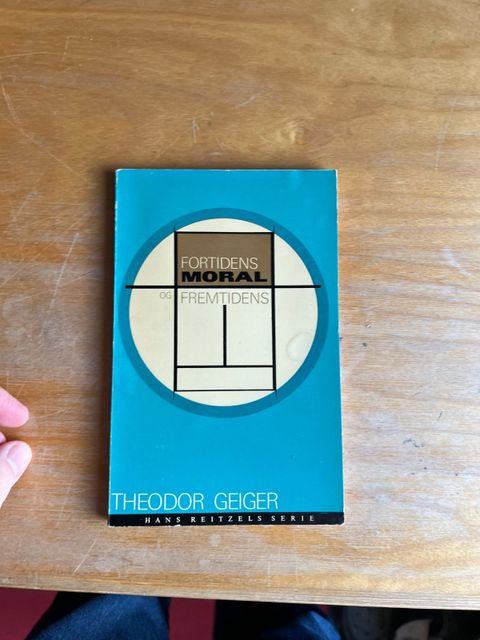 FORTIDENS
MORAL
OG FREMTIDENS
THEODOR GEIGER
HANS REITZELS SERIE